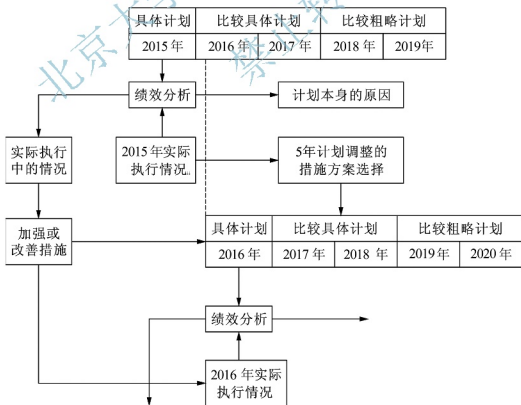 具体计划 比较具体计划 比较粗略计划
2015年 2016年 2017年 2018年 2019年
绩效分析 计划本身的原因
实际执行
中的情况
2015年实际
执行情况
5年计划调整的
措施方案选择
加强或
改善措施
具体计划 比较具体计划 比较粗略计划
2016年 2017年 2018年 2019年 2020年
绩效分析
2016年实际
执行情况
北京大
禁止转